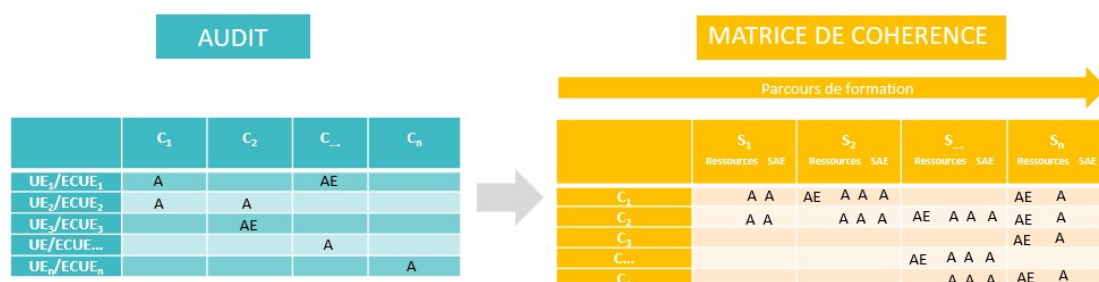 AUDIT
MATRICE DE COHERENCE
Parcours de formation
C1 C2 C... Cn
UE1/ECUE1 A AE
UE2/ECUE2 A A
UE3/ECUE3 AE
UE/ECUE... A
UEn/ECUEn A
S1 S2 S... Sn
Ressources SAE Ressources SAE Ressources SAE Ressources SAE
C1 A A AE A A A AE A
C2 A A A A A AE A A A AE A
C3 AE A
C... AE A A A
C A A A AE A